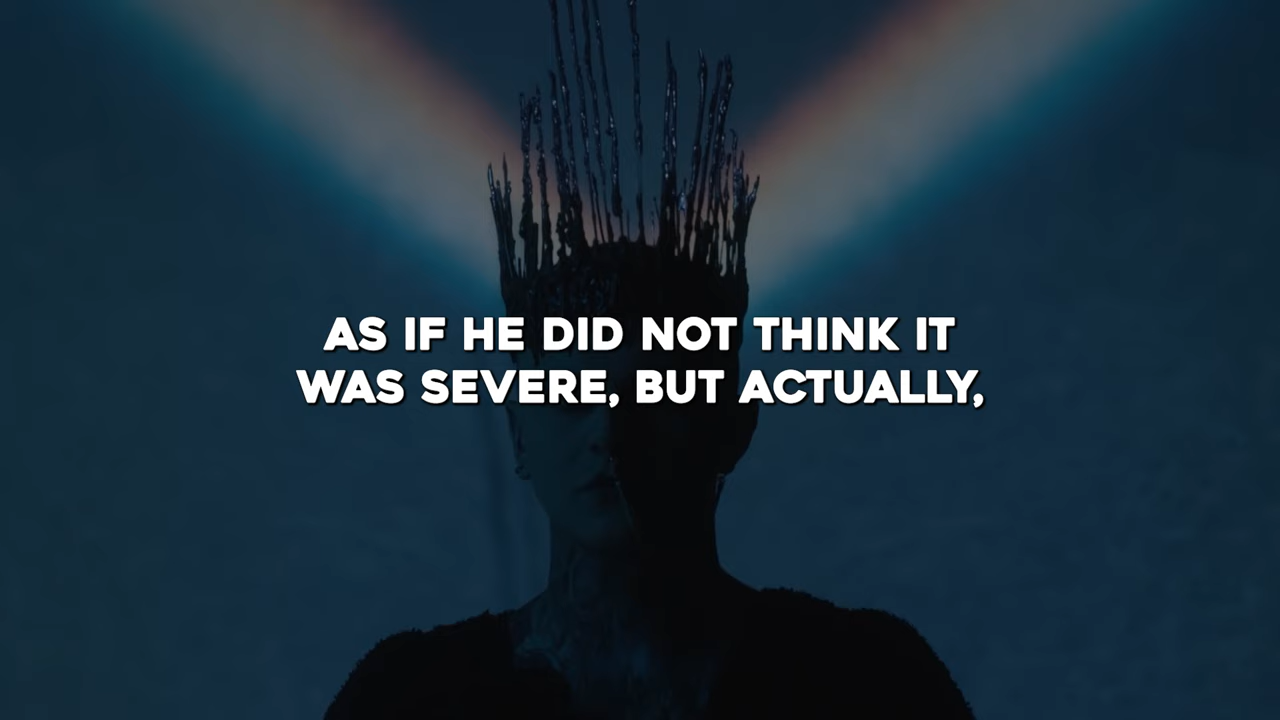 AS IF HE DID NOT THINK IT
WAS SEVERE, BUT ACTUALLY,